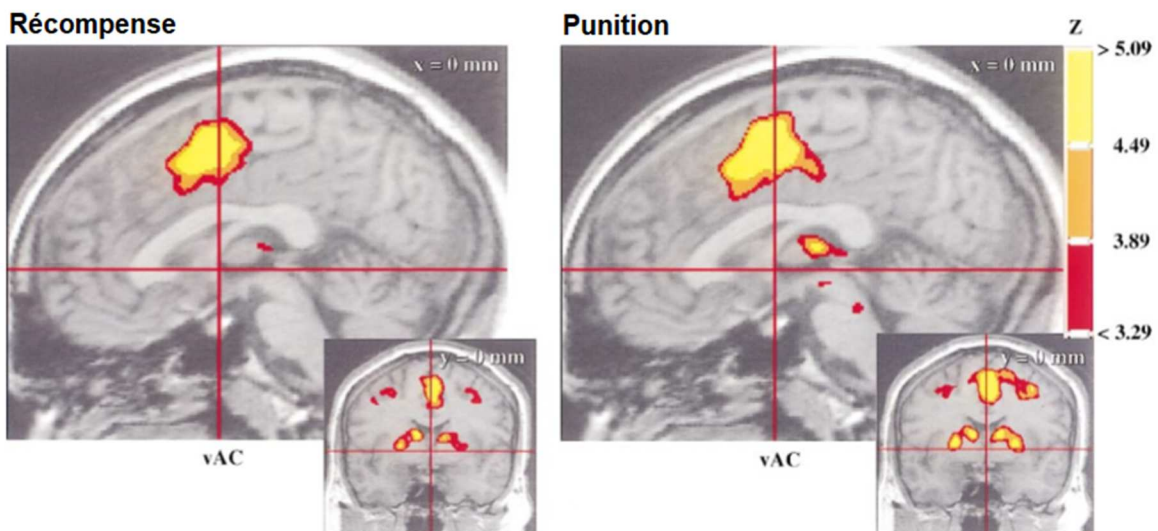 Récompense
x = 0 mm
y = 0 mm
vAC
Punition
x = 0 mm
y = 0 mm
vAC
Z
> 5.09
4.49
3.89
< 3.29